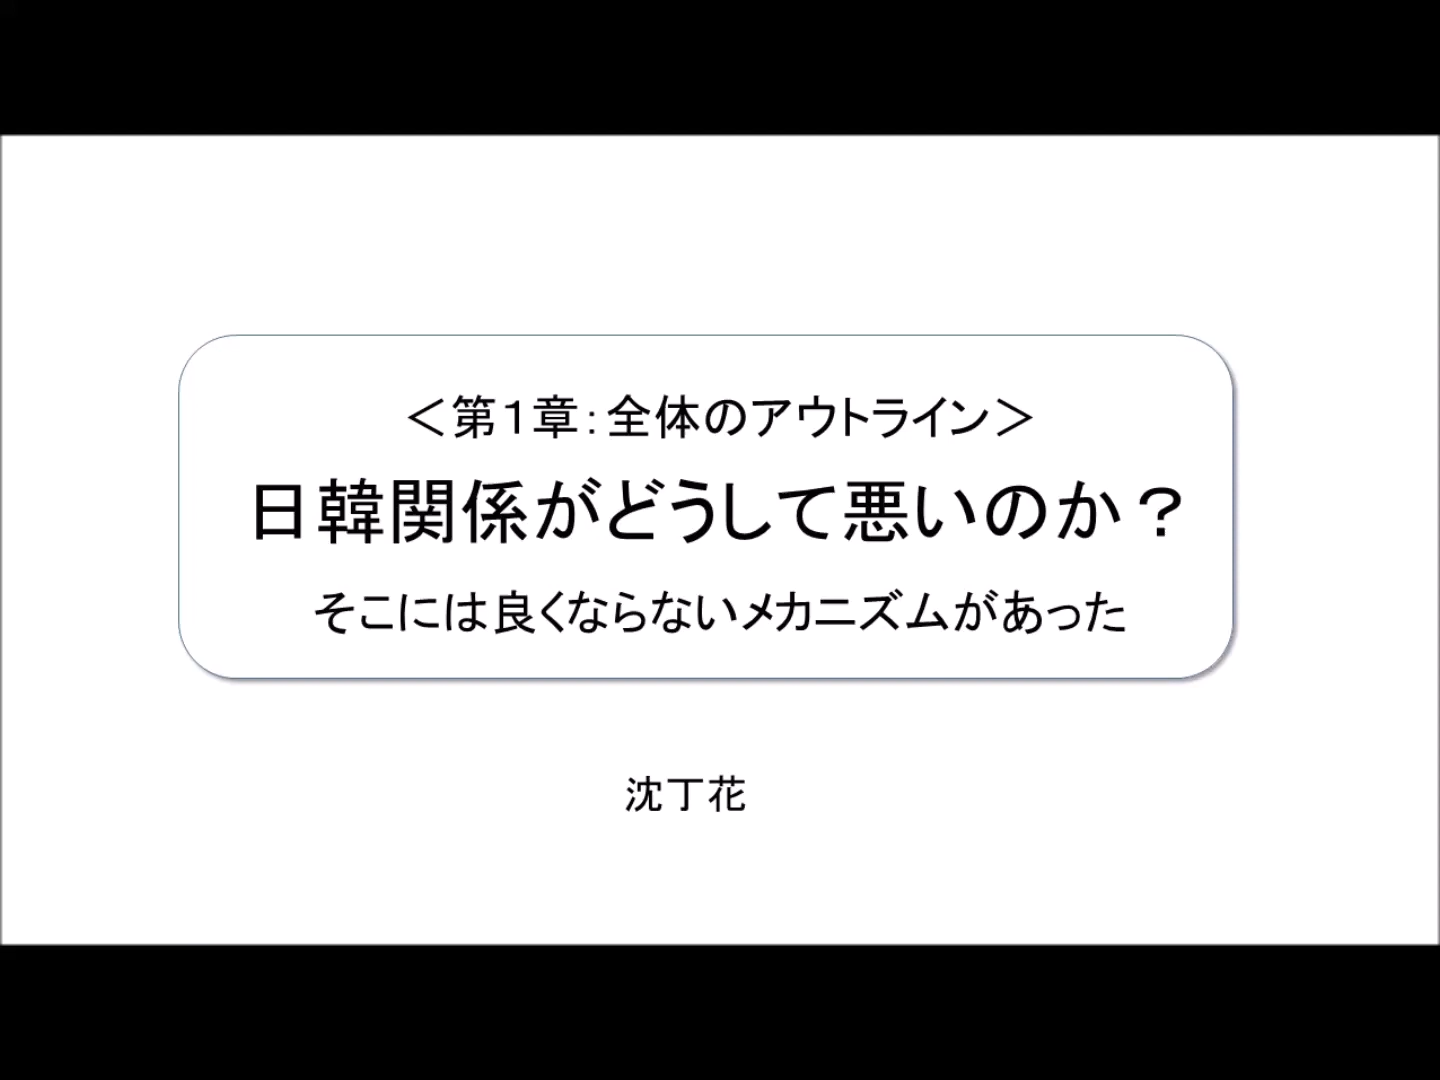 ＜第１章：全体のアウトライン＞
日韓関係がどうして悪いのか？
そこには良くならないメカニズムがあった
沈丁花